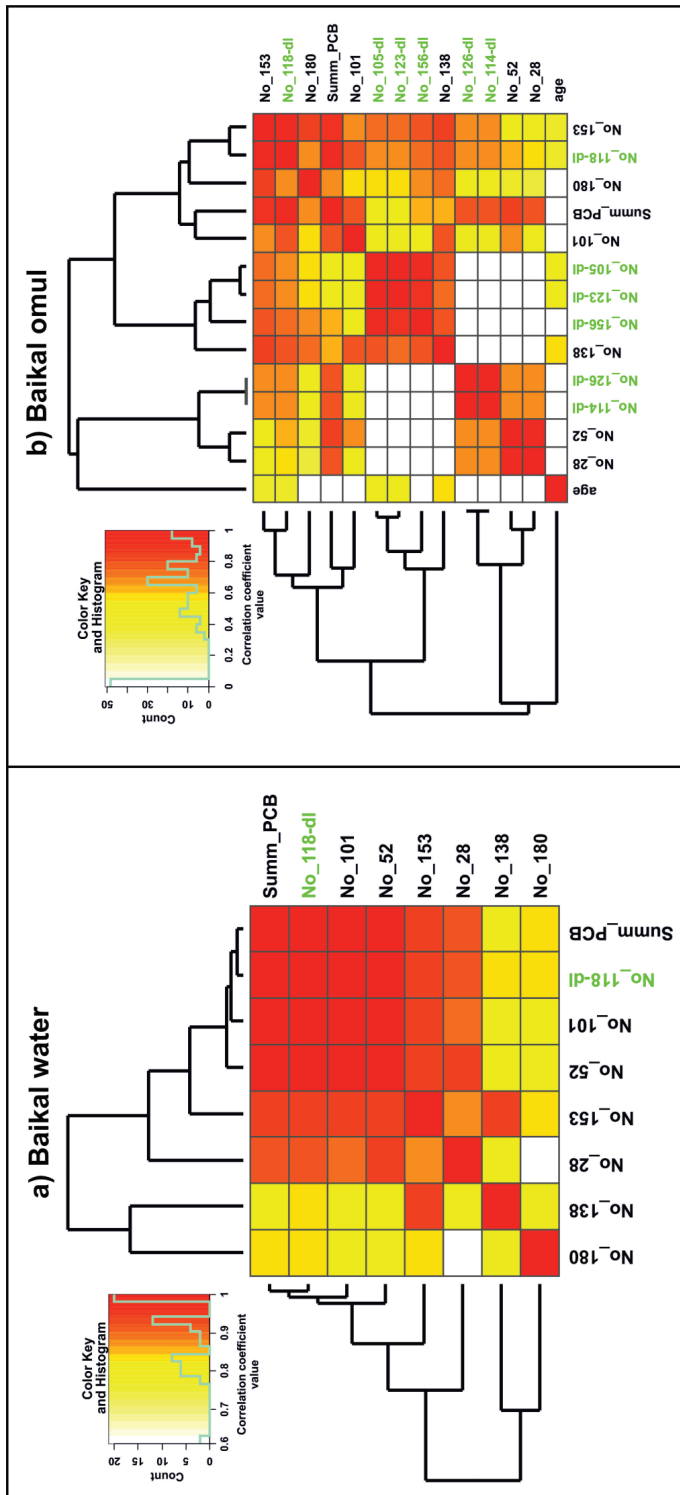 a) Baikal water
Color Key
and Histogram
Count
0 5 10 15 20
0.6 0.7 0.8 0.9 1
Correlation coefficient
value
Summ_PCB
No_118-dl
No_101
No_52
No_153
No_28
No_138
No_180
No_180
No_138
No_28
No_153
No_52
No_101
No_118-dl
Summ_PCB
b) Baikal omul
Color Key
and Histogram
Count
0 10 30 50
0 0.2 0.4 0.6 0.8 1
Correlation coefficient
value
No_153
No_118-dl
No_180
Summ_PCB
No_101
No_105-dl
No_123-dl
No_156-dl
No_138
No_126-dl
No_114-dl
No_52
No_28
age
age
No_28
No_52
No_114-dl
No_126-dl
No_138
No_156-dl
No_123-dl
No_105-dl
No_101
Summ_PCB
No_180
No_118-dl
No_153